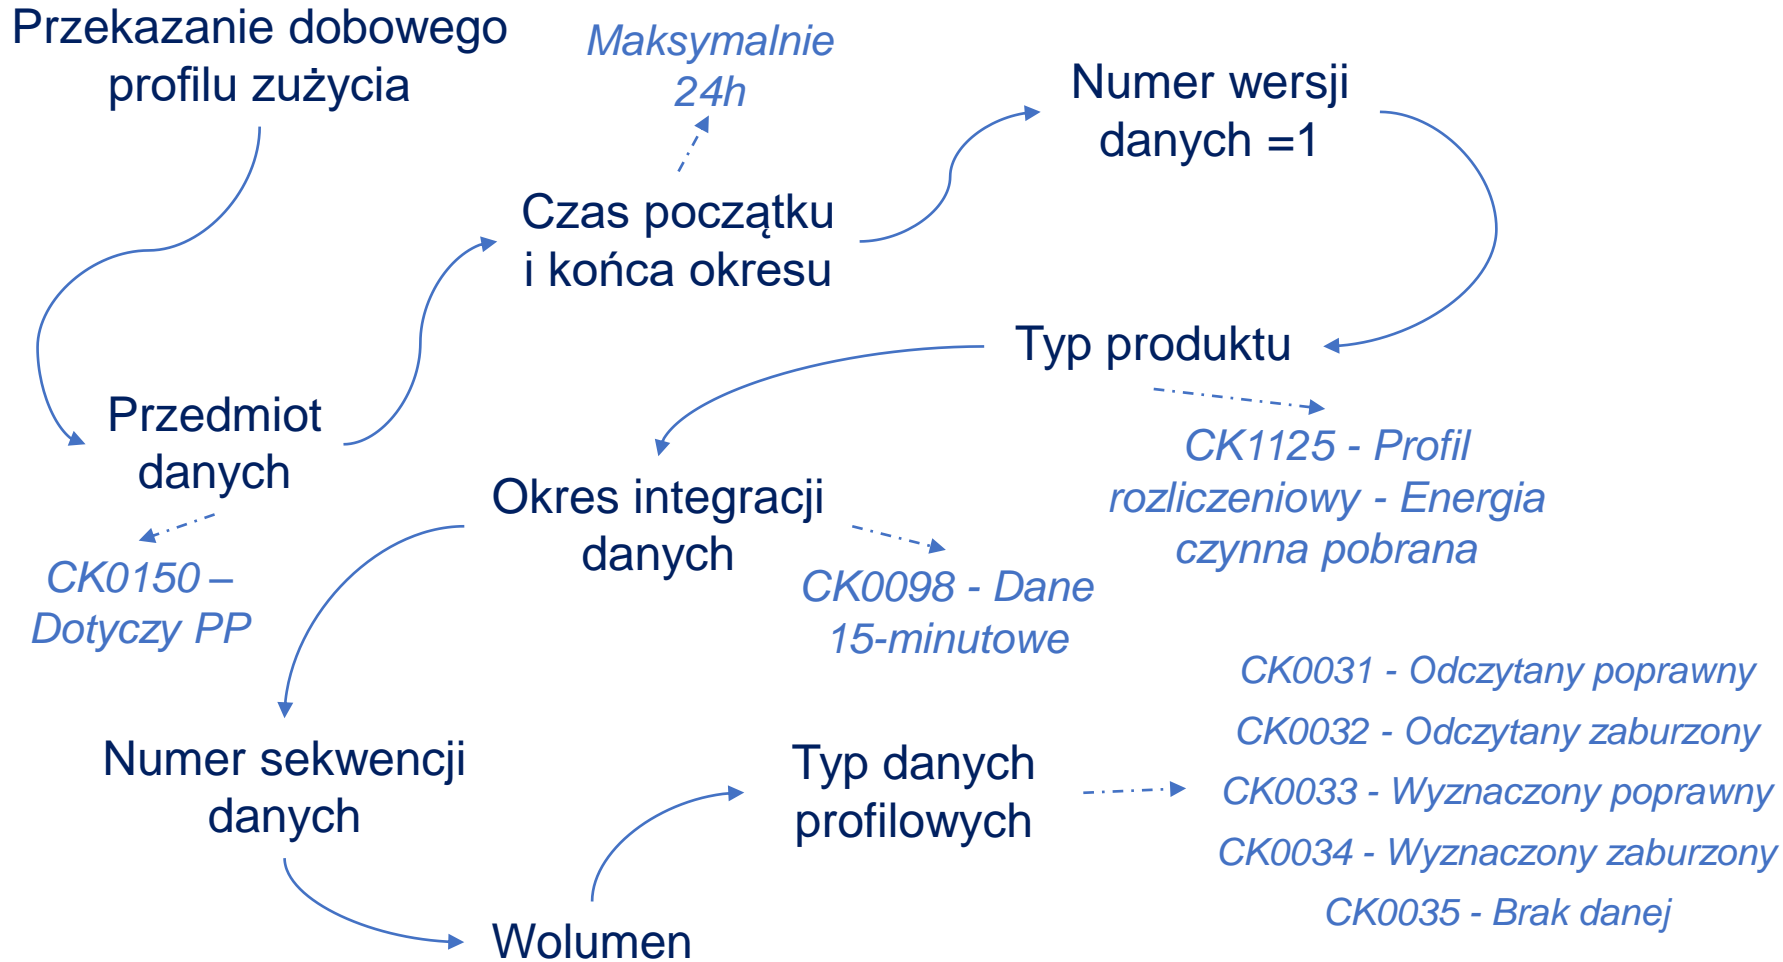 Przekazanie dobowego
profilu zużycia
Maksymalnie
24h
Numer wersji
danych =1
Czas początku
i końca okresu
Typ produktu
Przedmiot
danych
CK1125 - Profil
rozliczeniowy - Energia
czynna pobrana
Okres integracji
danych
CK0150 –
Dotyczy PP
CK0098 - Dane
15-minutowe
CK0031 - Odczytany poprawny
CK0032 - Odczytany zaburzony
CK0033 - Wyznaczony poprawny
CK0034 - Wyznaczony zaburzony
CK0035 - Brak danej
Numer sekwencji
danych
Typ danych
profilowych
Wolumen